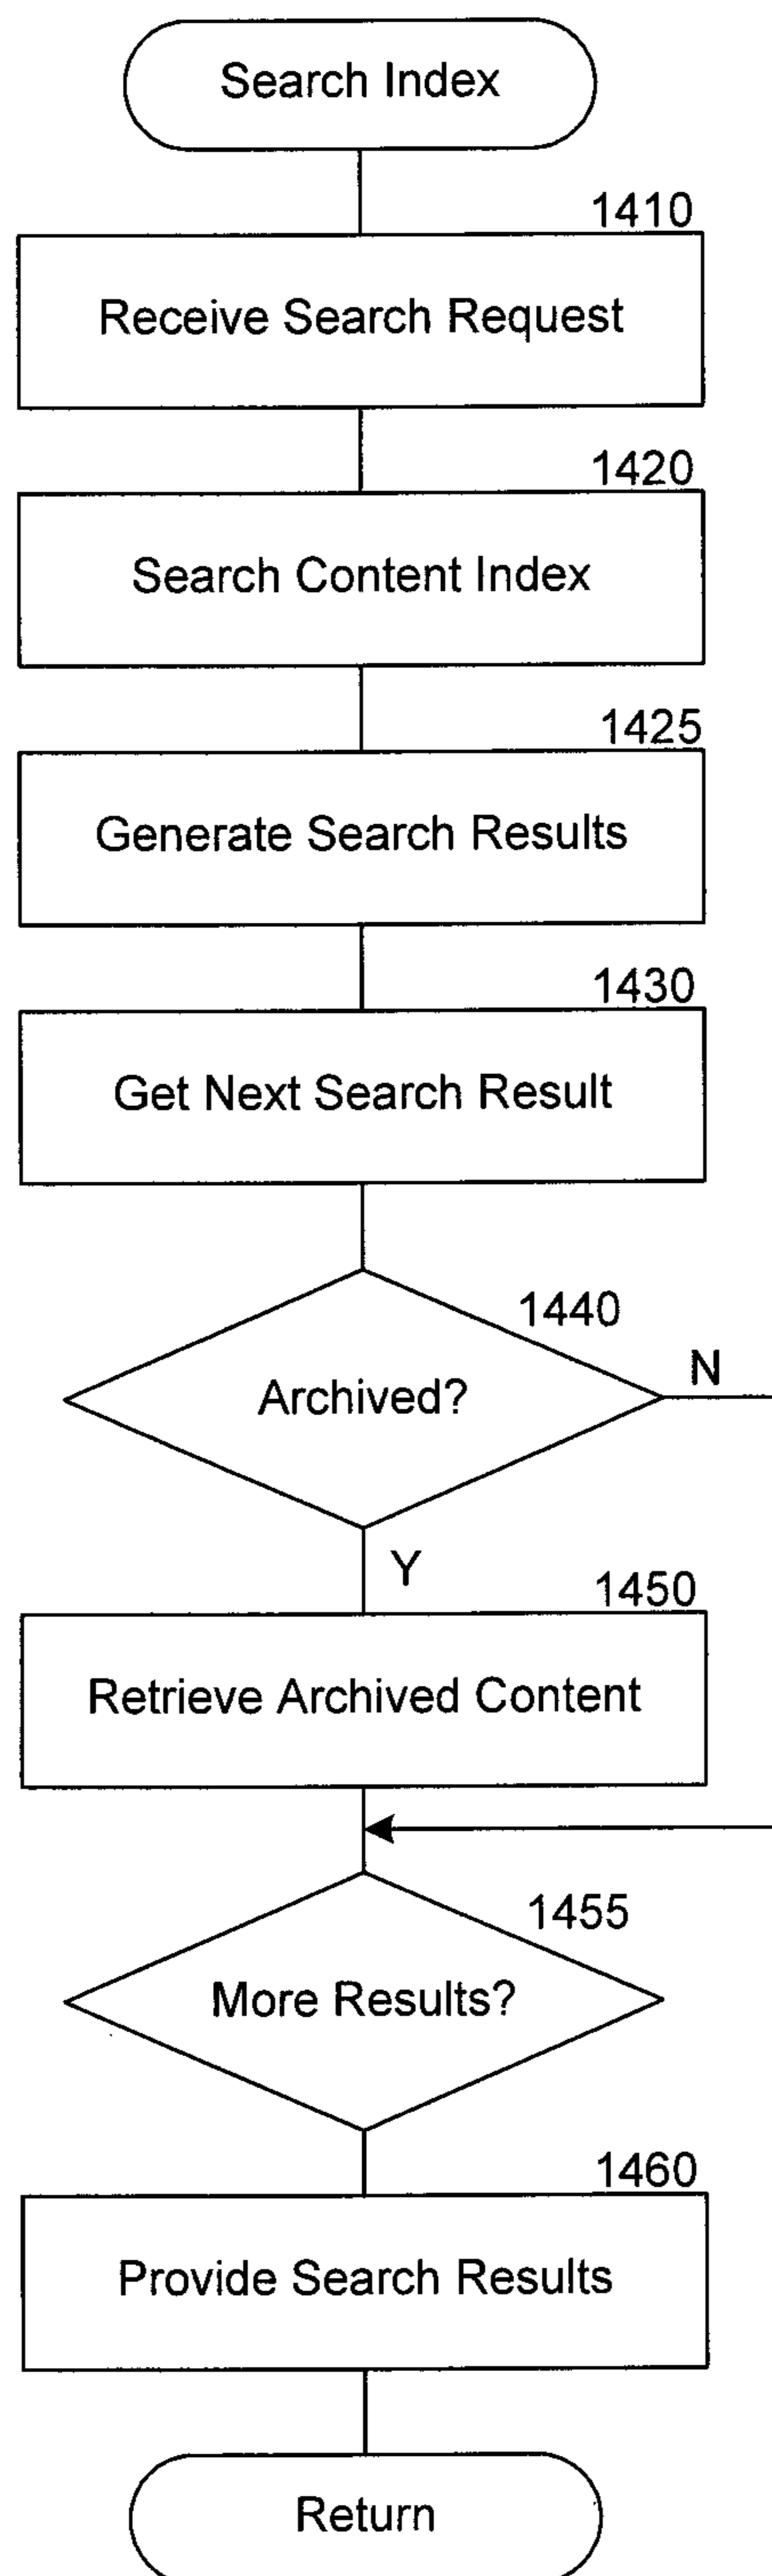 Search Index
1410
Receive Search Request
1420
Search Content Index
1425
Generate Search Results
1430
Get Next Search Result
1440
Archived?
N
Y
1450
Retrieve Archived Content
1455
More Results?
1460
Provide Search Results
Return